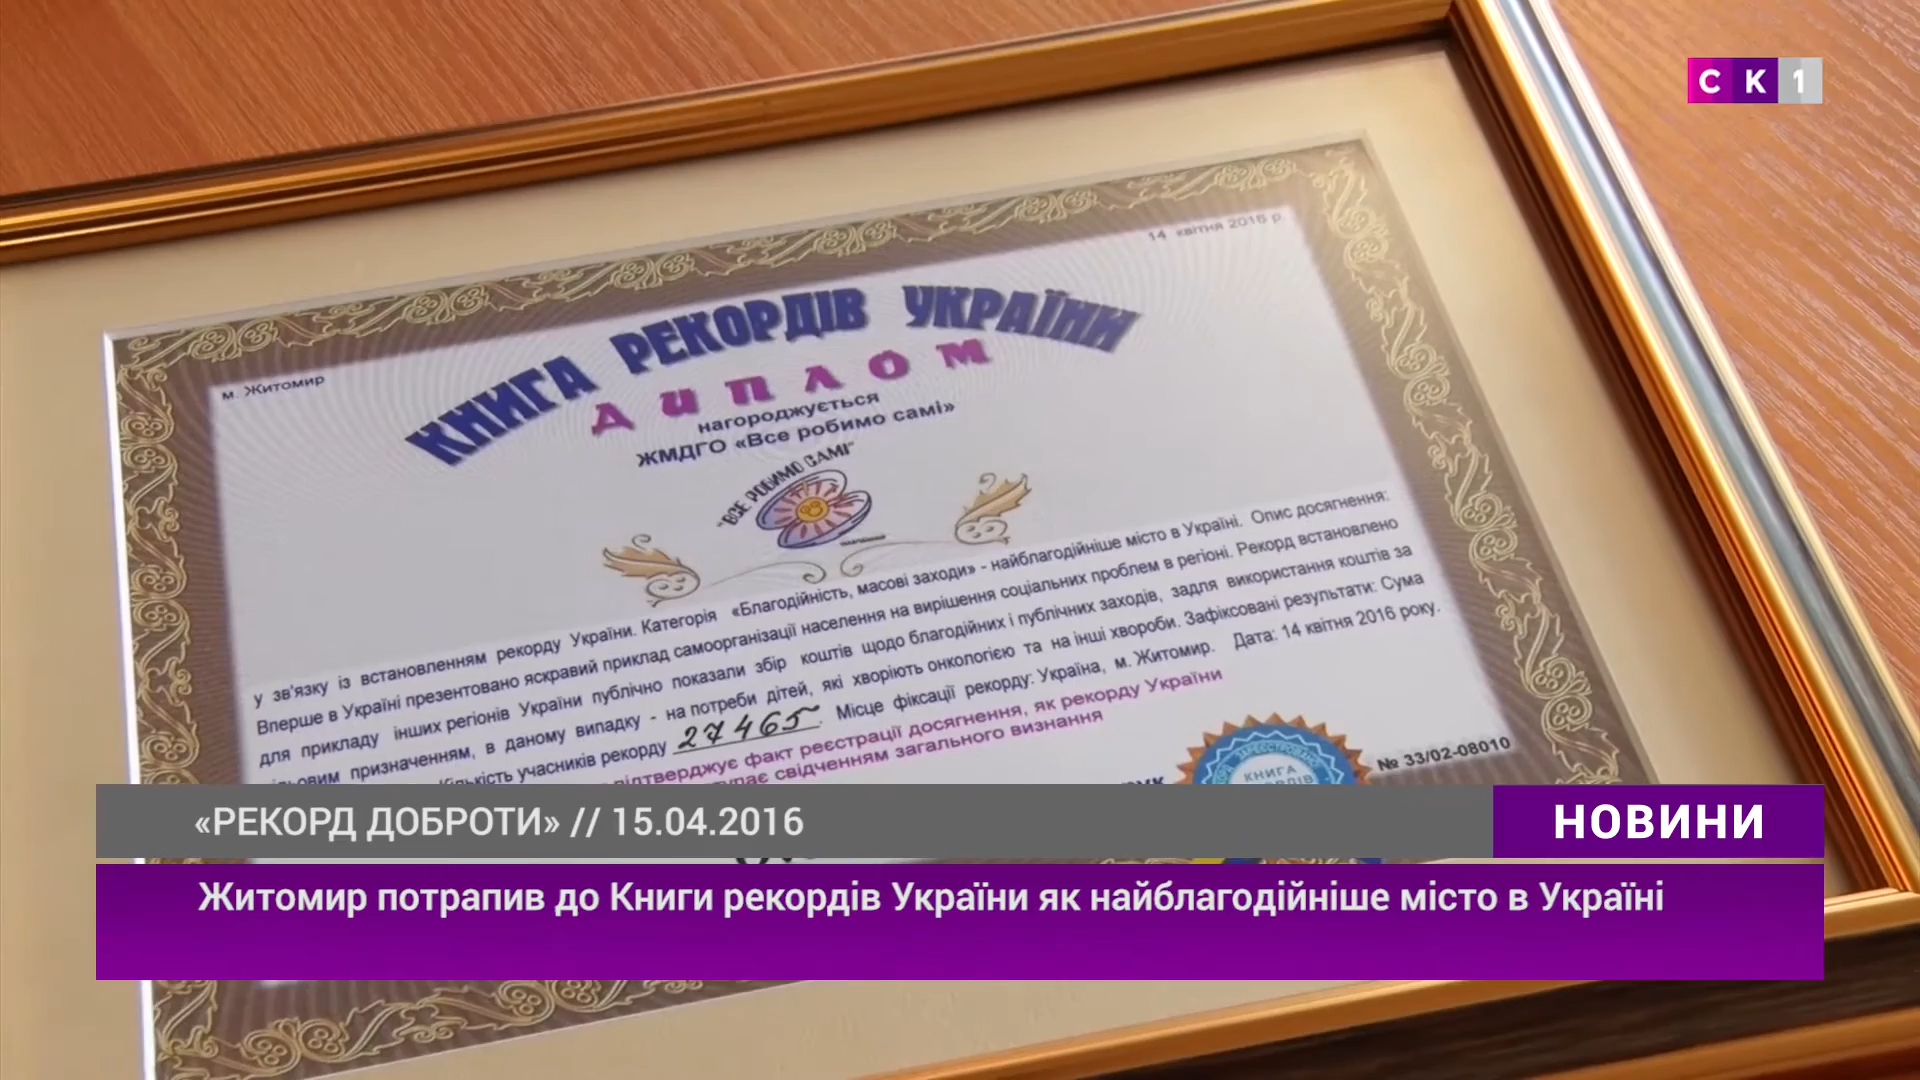 СК1
14 квітня 2016 р.
м. Житомир
КНИГА РЕКОРДІВ УКРАЇНИ
ДИПЛОМ
нагороджується
ЖМДГО «Все робимо самі»
"ВСЕ РОБИМО САМІ"
у зв'язку із встановленням рекорду України. Категорія «Благодійність, масові заходи» - найблагодійніше місто в Україні. Опис досягнення:
Вперше в Україні презентовано яскравий приклад самоорганізації населення на вирішення соціальних проблем в регіоні. Рекорд встановлено
для прикладу інших регіонів України публічно показали збір коштів щодо благодійних і публічних заходів, задля використання коштів за
призначенням, в даному випадку - на потреби дітей, які хворіють онкологією та на інші хвороби. Зафіксовані результати: Сума
учасників рекорду 27465. Місце фіксації рекорду: Україна, м. Житомир. Дата: 14 квітня 2016 року.
факт реєстрації досягнення, як рекорду України
свідченням загального визнання
КНИГА
№ 33/02-08010
«РЕКОРД ДОБРОТИ» // 15.04.2016
НОВИНИ
Житомир потрапив до Книги рекордів України як найблагодійніше місто в Україні